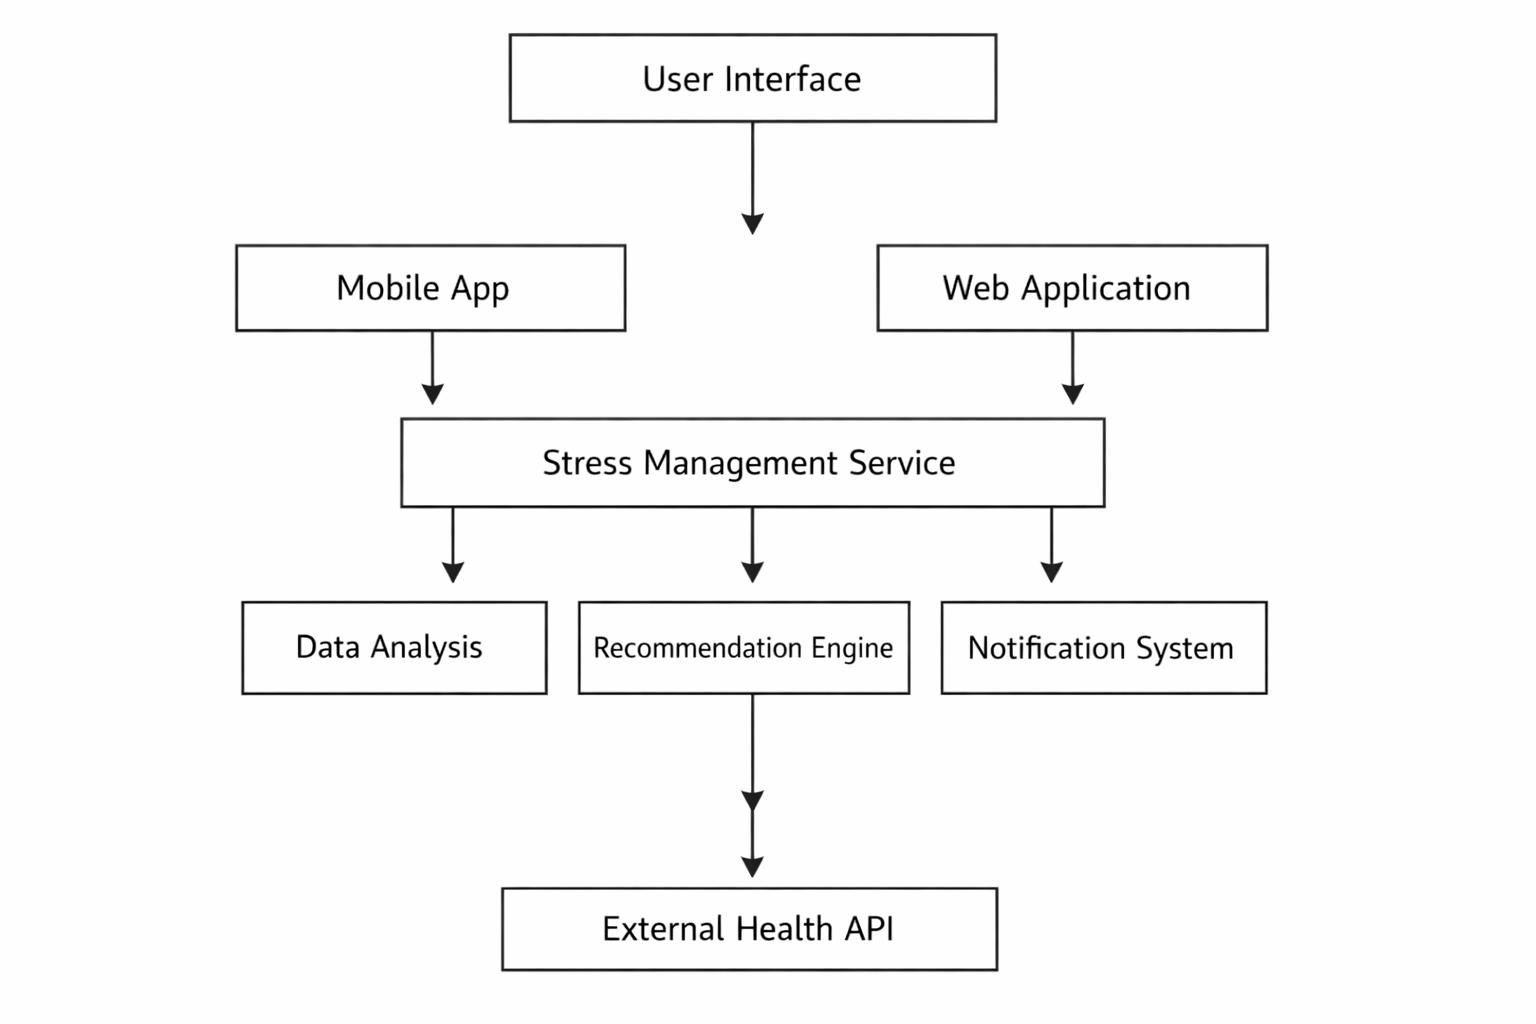 User Interface
Mobile App
Web Application
Stress Management Service
Data Analysis
Recommendation Engine
Notification System
External Health API